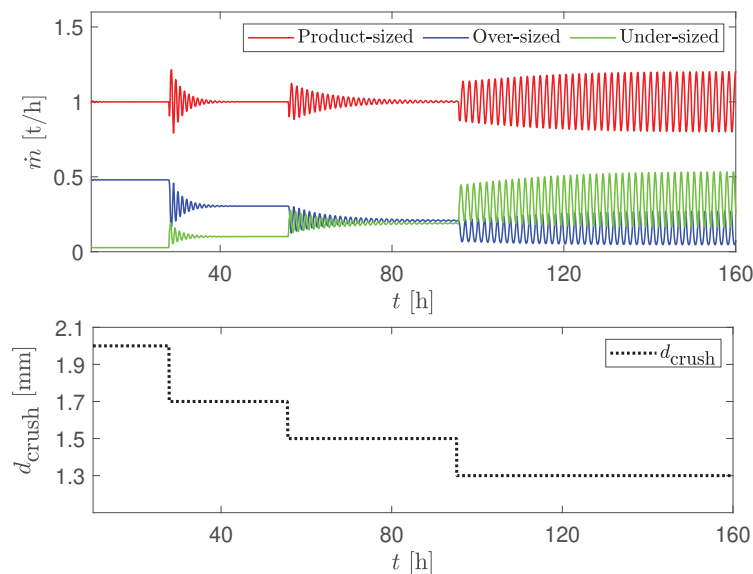 Product-sized Over-sized Under-sized
1.5
1
0.5
0
ṁ [t/h]
40 80 120 160
t [h]
2.1
1.9
1.7
1.5
1.3
d_crush [mm]
d_crush
40 80 120 160
t [h]